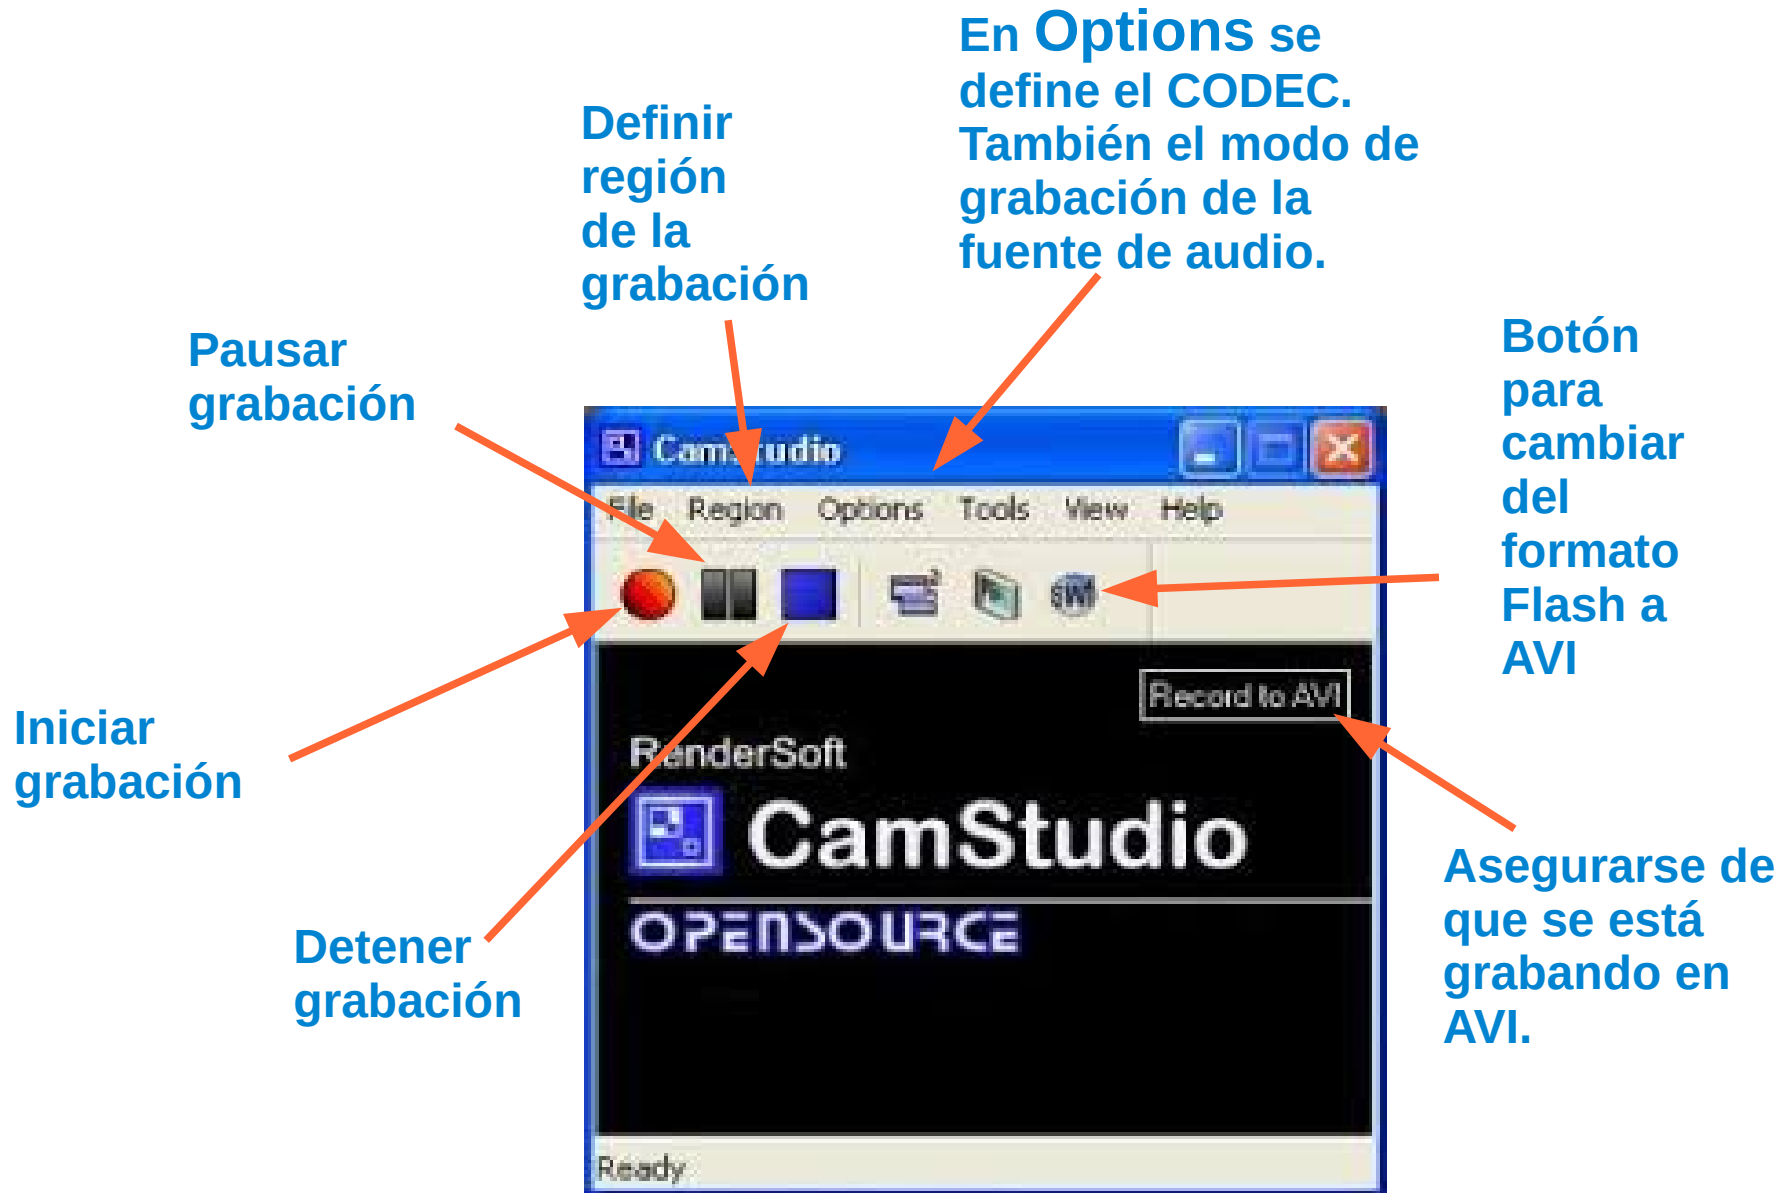 En Options se
define el CODEC.
También el modo de
grabación de la
fuente de audio.
Definir
región
de la
grabación
Pausar
grabación
Botón
para
cambiar
del
formato
Flash a
AVI
CamStudio
File Region Options Tools View Help
Record to AVI
RenderSoft
CamStudio
OPENSOURCE
Ready
Iniciar
grabación
Detener
grabación
Asegurarse de
que se está
grabando en
AVI.